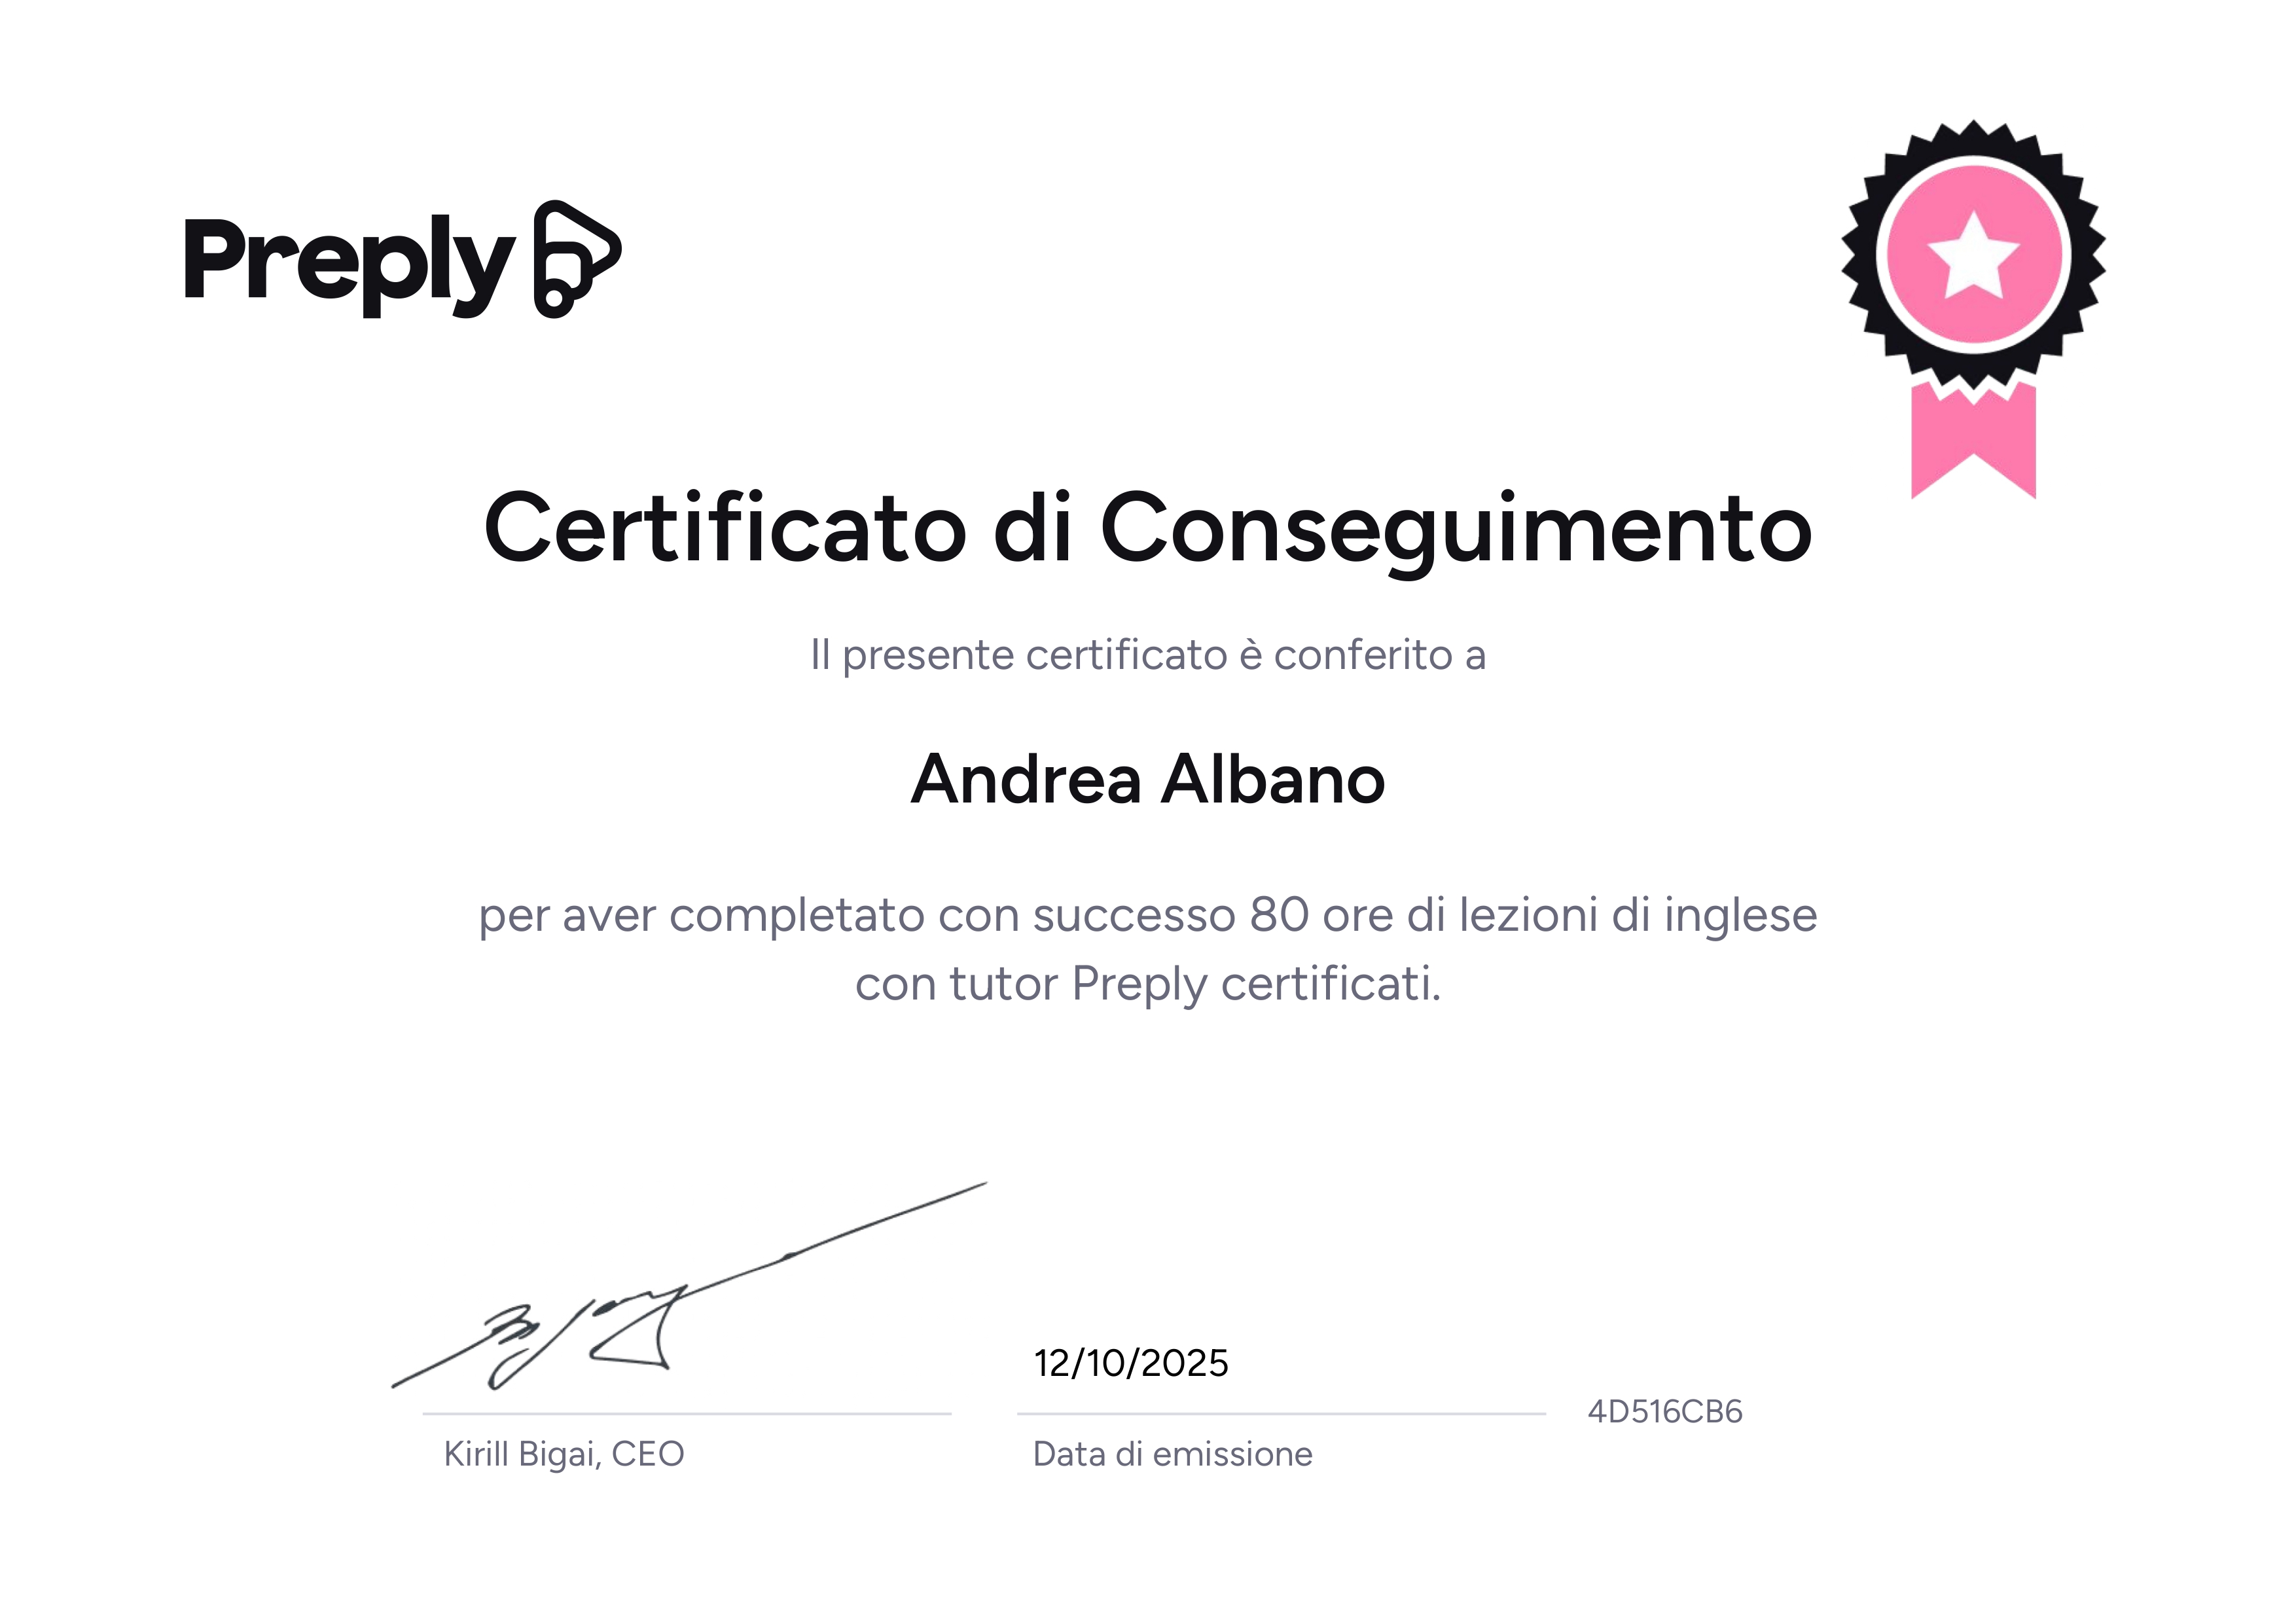 Preply
Certificato di Conseguimento
Il presente certificato è conferito a
Andrea Albano
per aver completato con successo 80 ore di lezioni di inglese
con tutor Preply certificati.
12/10/2025
4D516CB6
Kirill Bigai, CEO
Data di emissione